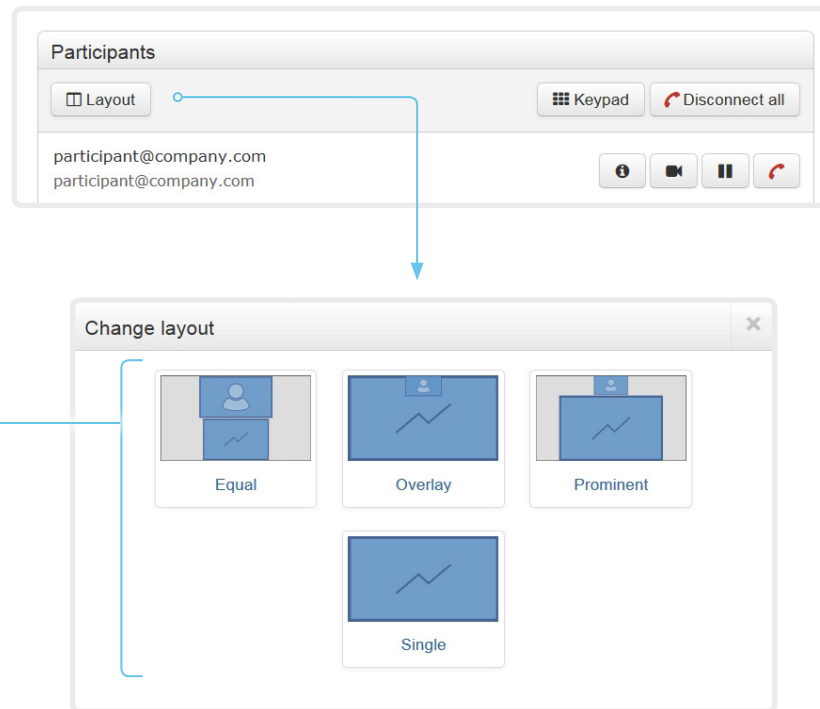 Participants
Layout
Keypad
Disconnect all
participant@company.com
participant@company.com
Change layout
Equal
Overlay
Prominent
Single